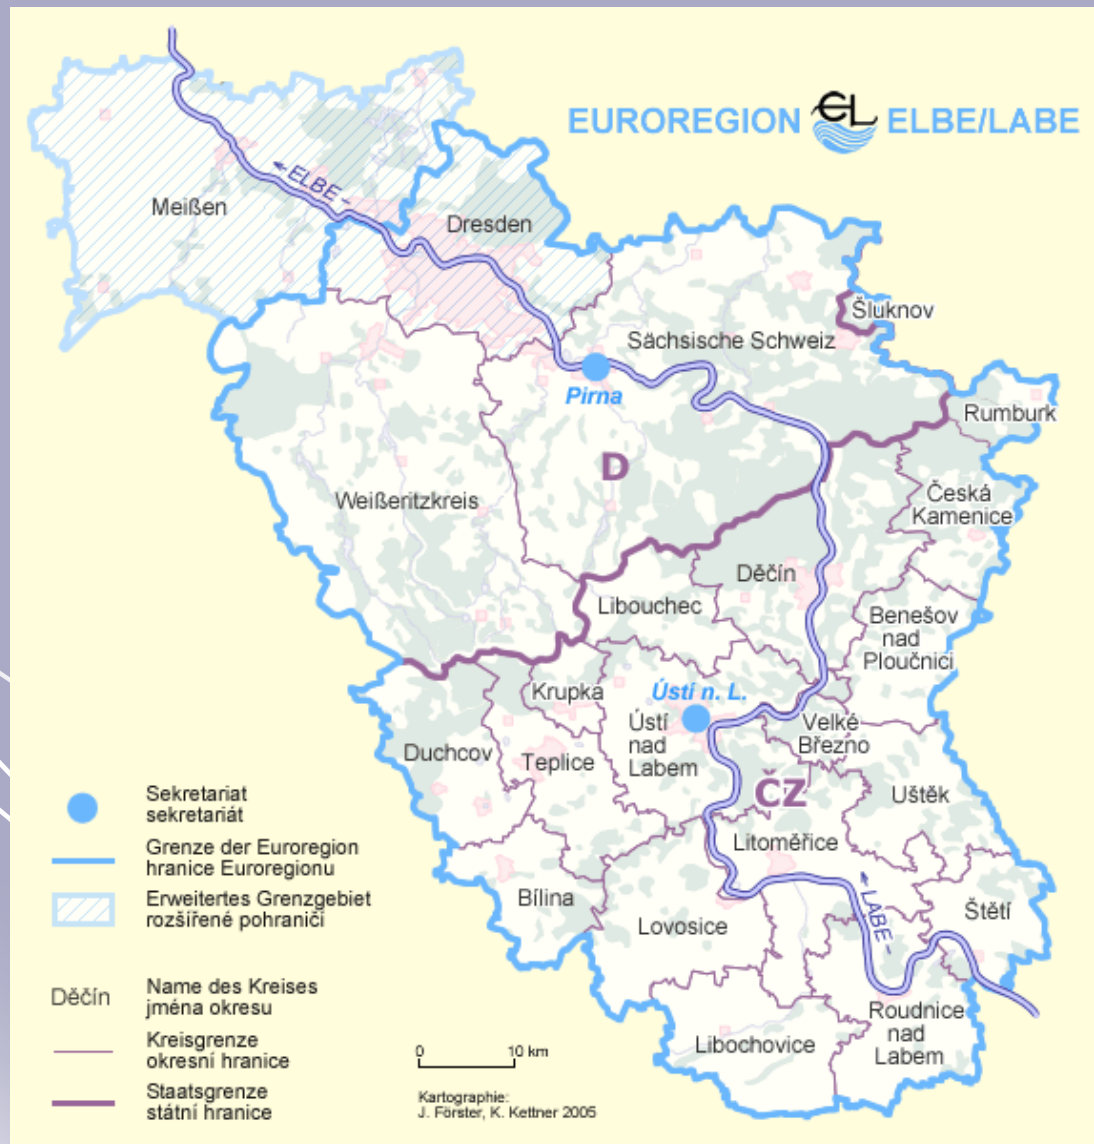 EUROREGION EL ELBE/LABE
ELBE
Meißen
Dresden
Šluknov
Sächsische Schweiz
Pirna
Rumburk
D
Weißeritzkreis
Česká
Kamenice
Děčín
Libouchec
Benešov
nad
Ploučnicí
Krupka
Ústí n. L.
Ústí
nad
Labem
Velké
Březno
Duchcov
Teplice
ČZ
Uštěk
Litoměřice
Bílina
Lovosice
LABE
Štětí
Roudnice
nad
Labem
Libochovice
Sekretariat
sekretariát
Grenze der Euroregion
hranice Euroregionu
Erweitertes Grenzgebiet
rozšířené pohraničí
Děčín
Name des Kreises
jména okresu
Kreisgrenze
okresní hranice
Staatsgrenze
státní hranice
0 10 km
Kartographie:
J. Förster, K. Kettner 2005